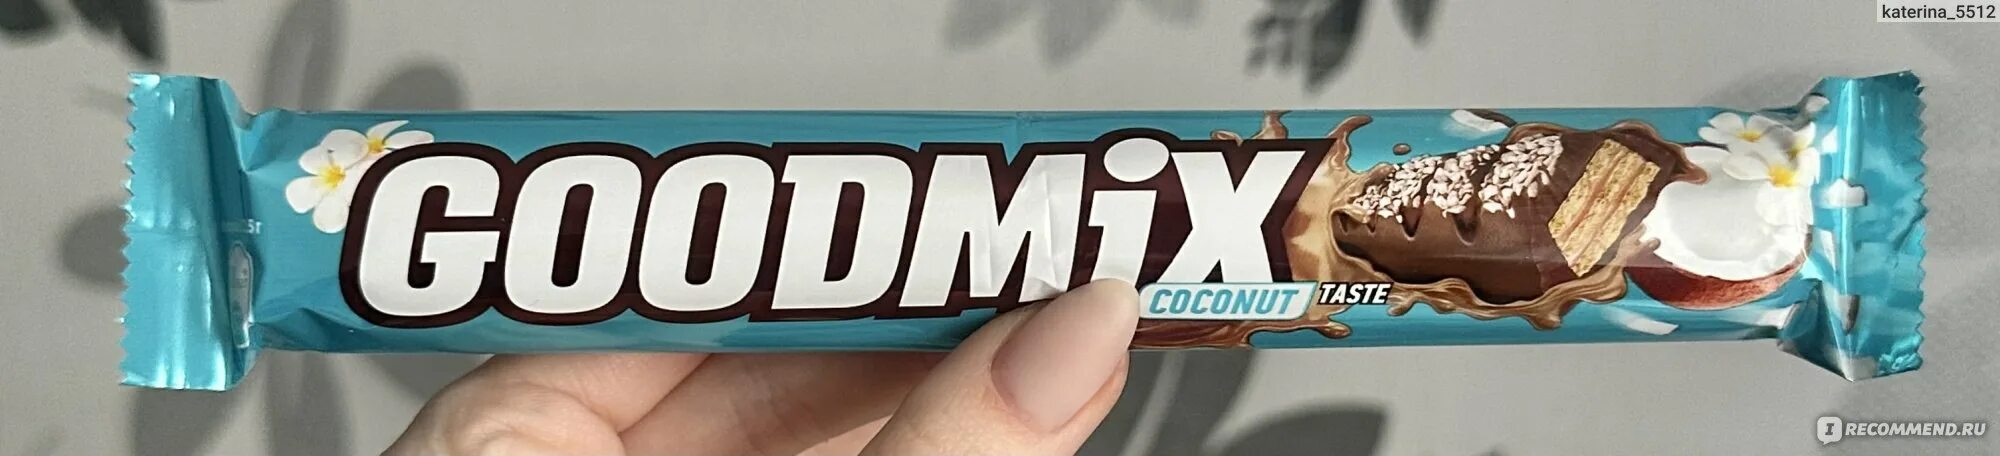 katerina_5512
GOODMiX
COCONUT TASTE
I RECOMMEND.RU